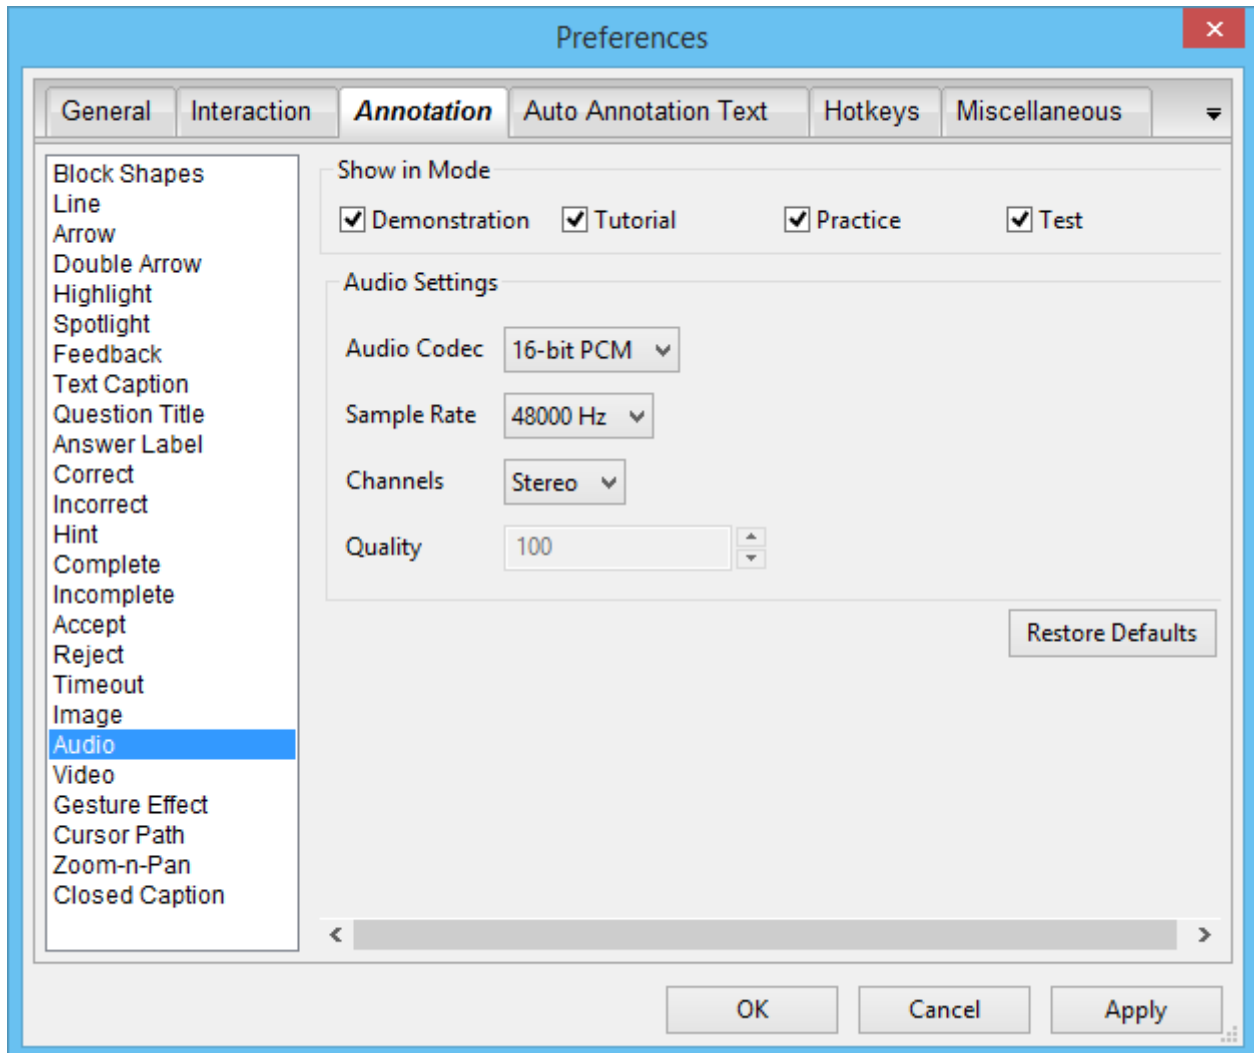 Preferences
General Interaction Annotation Auto Annotation Text Hotkeys Miscellaneous
Block Shapes
Line
Arrow
Double Arrow
Highlight
Spotlight
Feedback
Text Caption
Question Title
Answer Label
Correct
Incorrect
Hint
Complete
Incomplete
Accept
Reject
Timeout
Image
Audio
Video
Gesture Effect
Cursor Path
Zoom-n-Pan
Closed Caption
Show in Mode
Demonstration Tutorial Practice Test
Audio Settings
Audio Codec 16-bit PCM
Sample Rate 48000 Hz
Channels Stereo
Quality 100
Restore Defaults
OK Cancel Apply